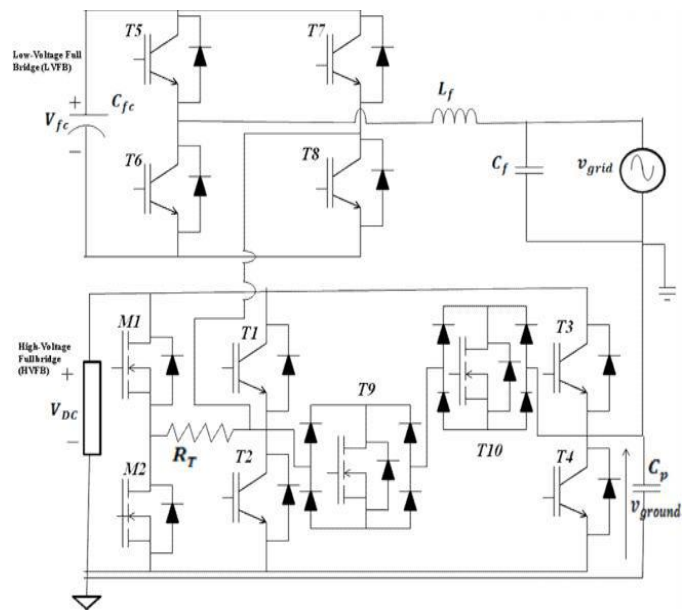 T5
T7
Low-Voltage Full
Bridge (LVFB)
+
C_fc
V_fc
−
L_f
T6
T8
C_f
v_grid
M1
T1
T3
High-Voltage
Fullbridge
(HVFB)
+
V_DC
−
T9
R_T
T10
M2
T2
T4
C_p
v_ground